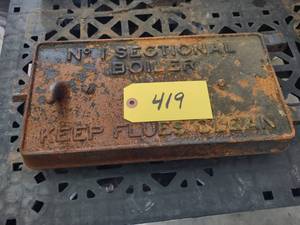 No 1 SECTIONAL
BOILER
419
KEEP FLUES CLEAN